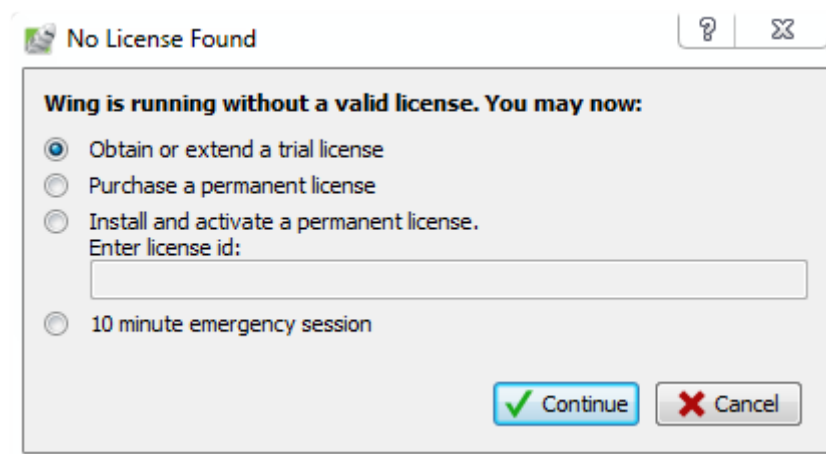 No License Found
Wing is running without a valid license. You may now:
Obtain or extend a trial license
Purchase a permanent license
Install and activate a permanent license.
Enter license id:
10 minute emergency session
Continue Cancel